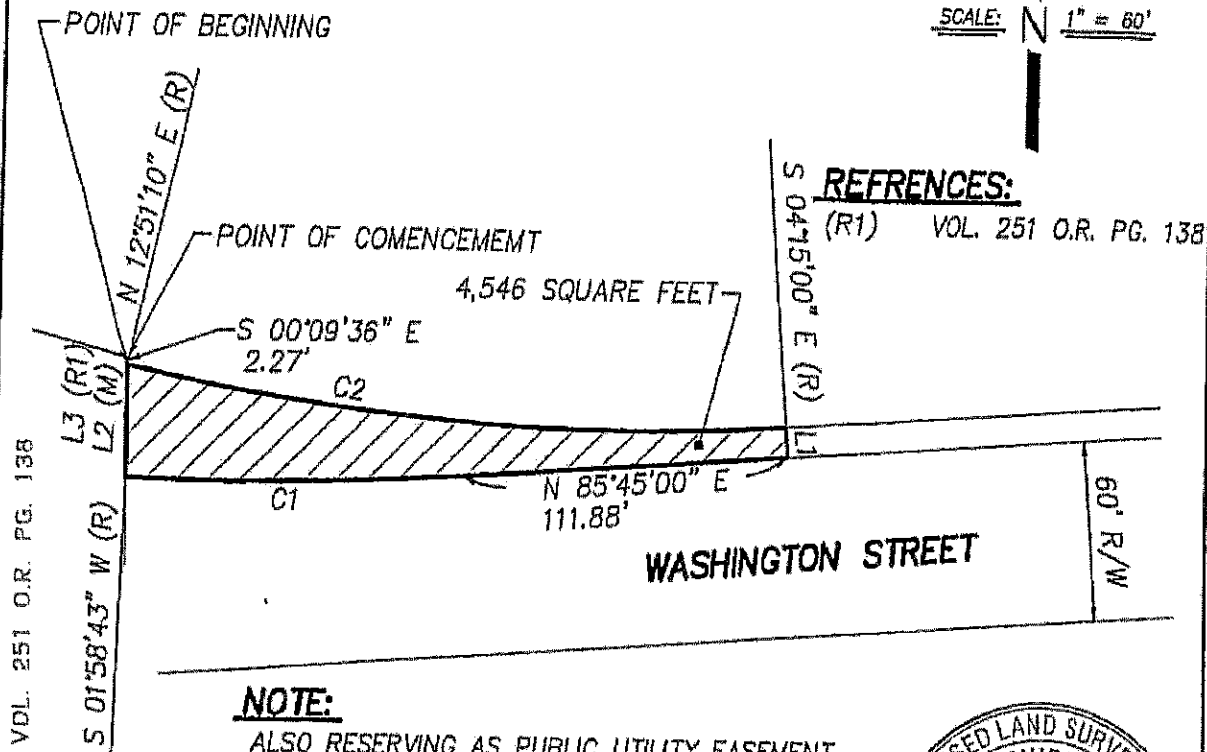 POINT OF BEGINNING
SCALE: N 1" = 60'
N 12°51'10" E (R)
POINT OF COMENCEMEMT
4,546 SQUARE FEET
S 04°15'00" E (R)
REFRENCES:
(R1) VOL. 251 O.R. PG. 138
S 00°09'36" E
2.27'
L3 (R1)
L2 (M)
C2
L1
C1
N 85°45'00" E
111.88'
WASHINGTON STREET
60' R/W
VOL. 251 O.R. PG. 138
S 01°58'43" W (R)
NOTE:
ALSO RESERVING AS PUBLIC UTILITY EASEMENT
LAND